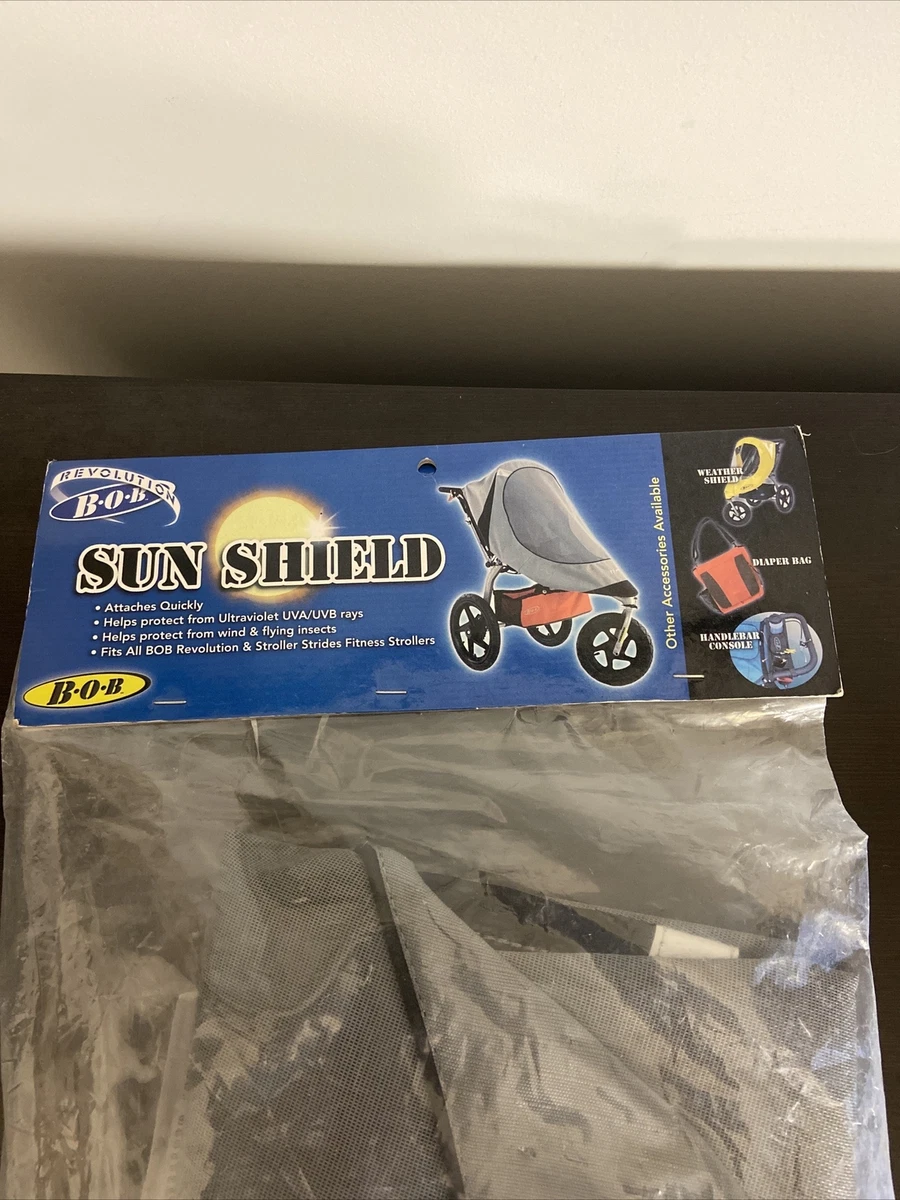 REVOLUTION
B·O·B
SUN SHIELD
• Attaches Quickly
• Helps protect from Ultraviolet UVA/UVB rays
• Helps protect from wind & flying insects
• Fits All BOB Revolution & Stroller Strides Fitness Strollers
B·O·B
Other Accessories Available
WEATHER
SHIELD
DIAPER BAG
HANDLEBAR
CONSOLE